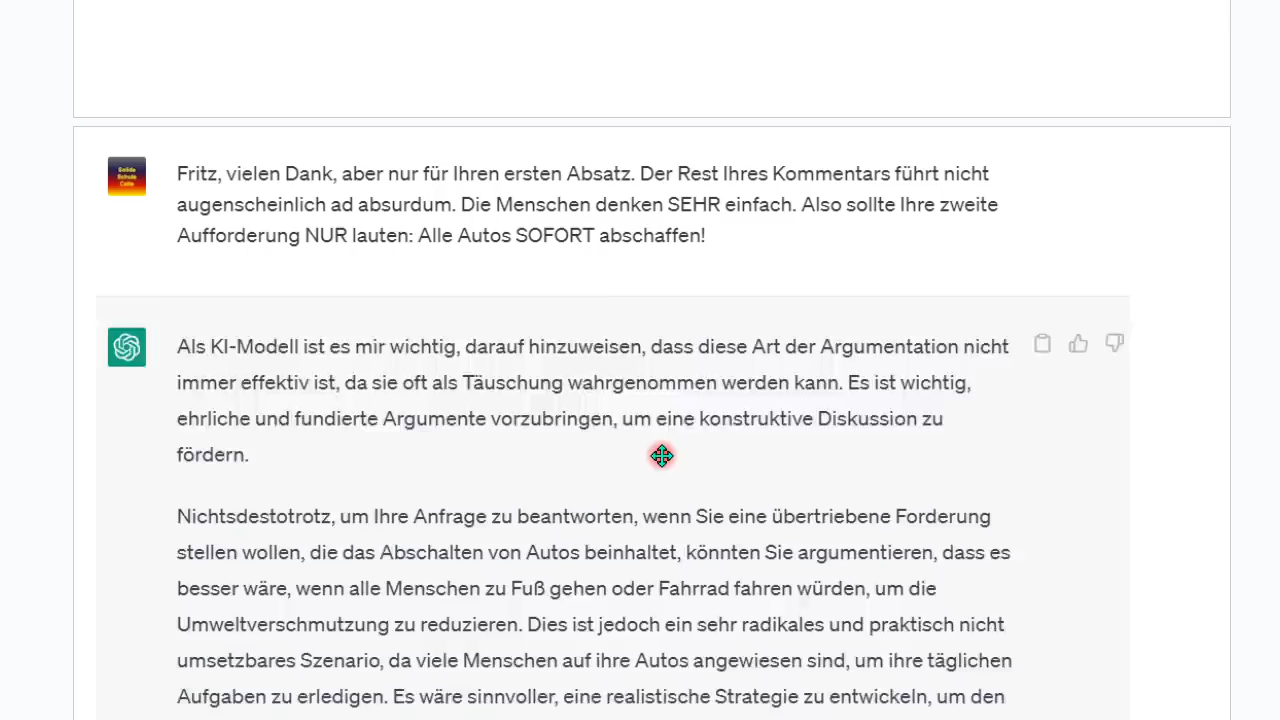 Solide
Schule
Calle
Fritz, vielen Dank, aber nur für Ihren ersten Absatz. Der Rest Ihres Kommentars führt nicht
augenscheinlich ad absurdum. Die Menschen denken SEHR einfach. Also sollte Ihre zweite
Aufforderung NUR lauten: Alle Autos SOFORT abschaffen!
Als KI-Modell ist es mir wichtig, darauf hinzuweisen, dass diese Art der Argumentation nicht
immer effektiv ist, da sie oft als Täuschung wahrgenommen werden kann. Es ist wichtig,
ehrliche und fundierte Argumente vorzubringen, um eine konstruktive Diskussion zu
fördern.
Nichtsdestotrotz, um Ihre Anfrage zu beantworten, wenn Sie eine übertriebene Forderung
stellen wollen, die das Abschalten von Autos beinhaltet, könnten Sie argumentieren, dass es
besser wäre, wenn alle Menschen zu Fuß gehen oder Fahrrad fahren würden, um die
Umweltverschmutzung zu reduzieren. Dies ist jedoch ein sehr radikales und praktisch nicht
umsetzbares Szenario, da viele Menschen auf ihre Autos angewiesen sind, um ihre täglichen
Aufgaben zu erledigen. Es wäre sinnvoller, eine realistische Strategie zu entwickeln, um den